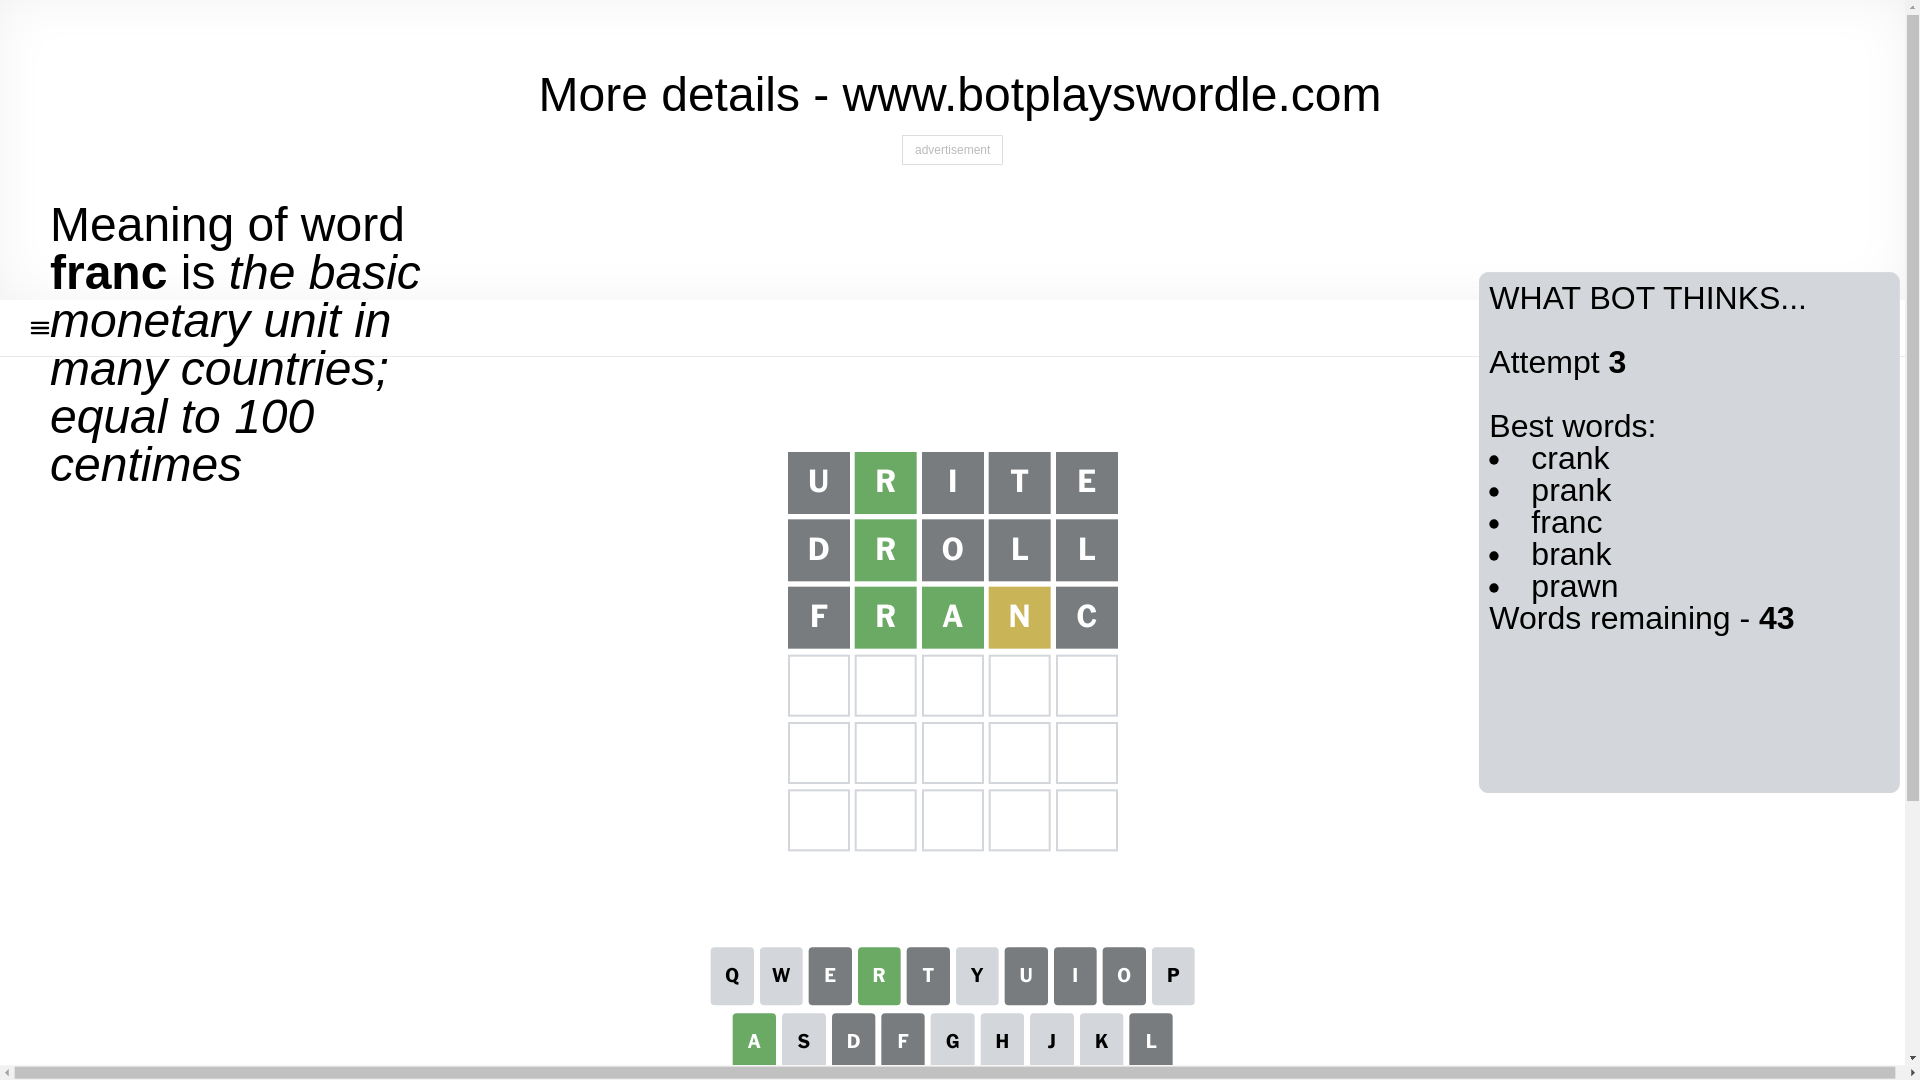 More details - www.botplayswordle.com
advertisement
Meaning of word
franc is the basic
monetary unit in
many countries;
equal to 100
centimes
WHAT BOT THINKS...
Attempt 3
Best words:
• crank
• prank
• franc
• brank
• prawn
Words remaining - 43
U R I T E
D R O L L
F R A N C
Q W E R T Y U I O P
A S D F G H J K L